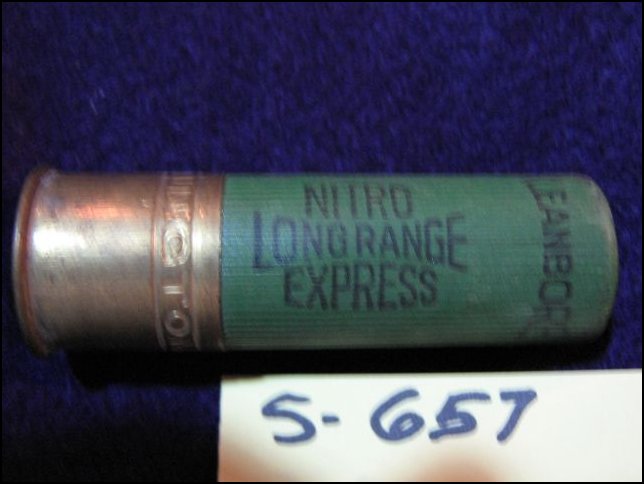 NITRO
LONG RANGE
EXPRESS
S-657